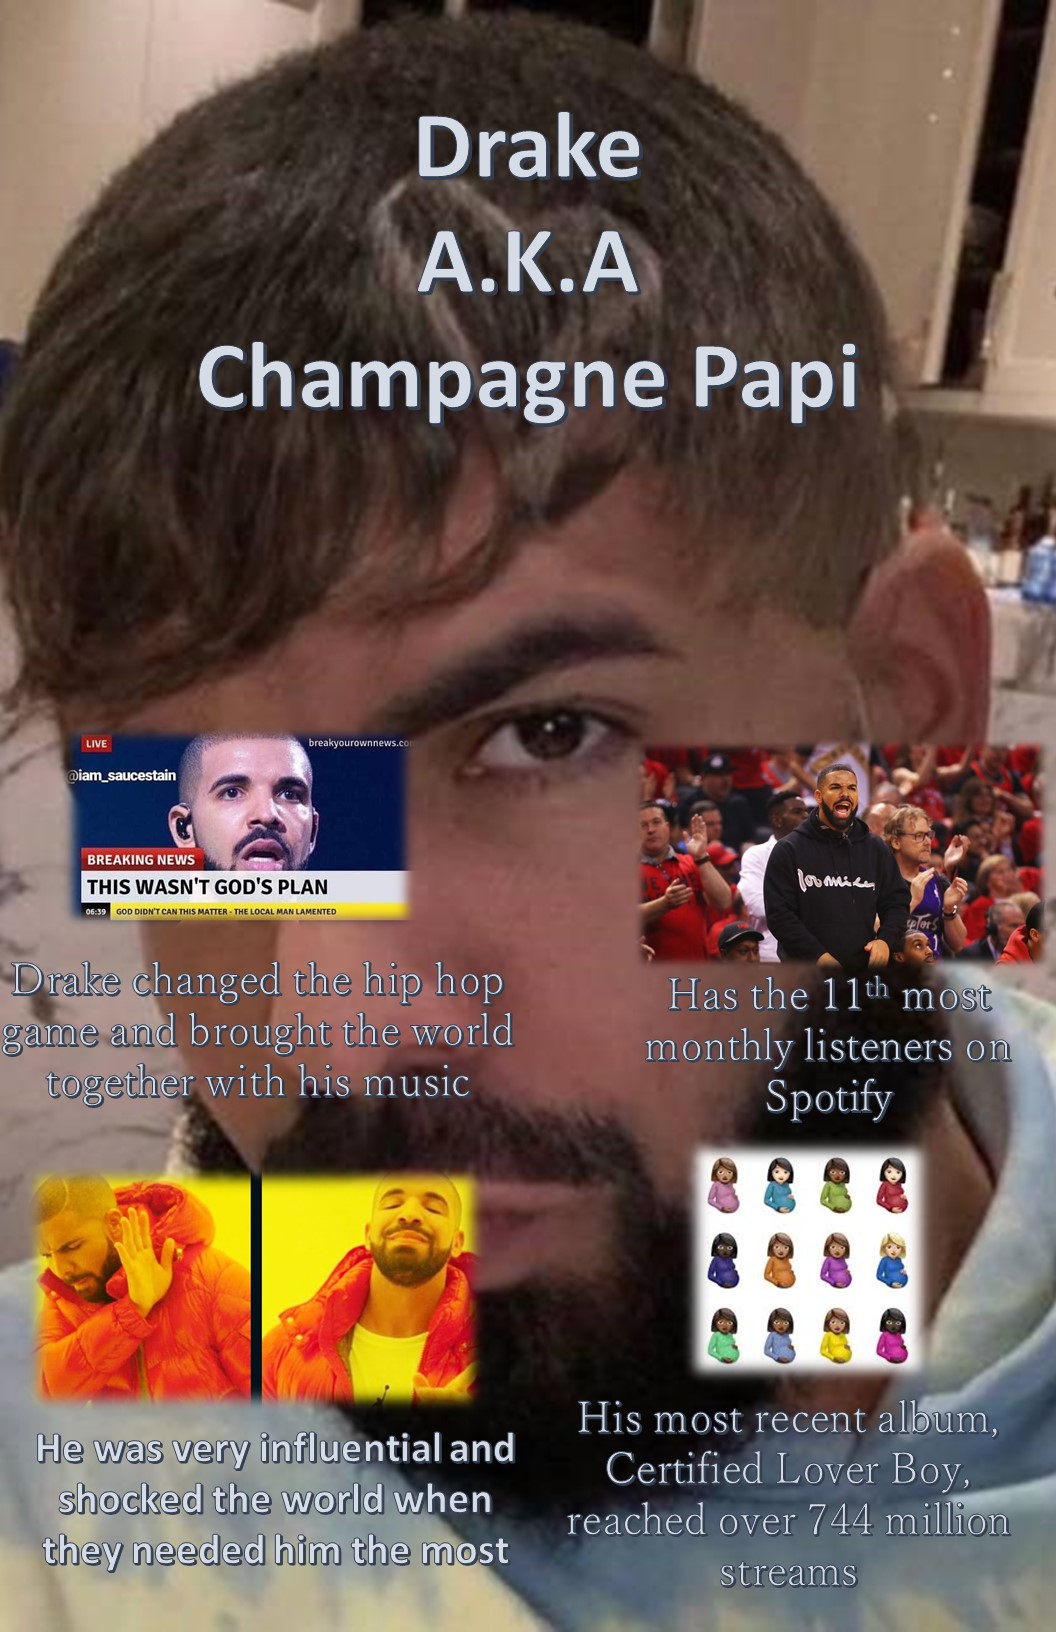 Drake
A.K.A
Champagne Papi
LIVE
breakyourownnews.co
@iam_saucestain
BREAKING NEWS
THIS WASN'T GOD'S PLAN
06:39 GOD DIDN'T CAN THIS MATTER - THE LOCAL MAN LAMENTED
Drake changed the hip hop
game and brought the world
together with his music
Has the 11th most
monthly listeners on
Spotify
He was very influential and
shocked the world when
they needed him the most
His most recent album,
Certified Lover Boy,
reached over 744 million
streams